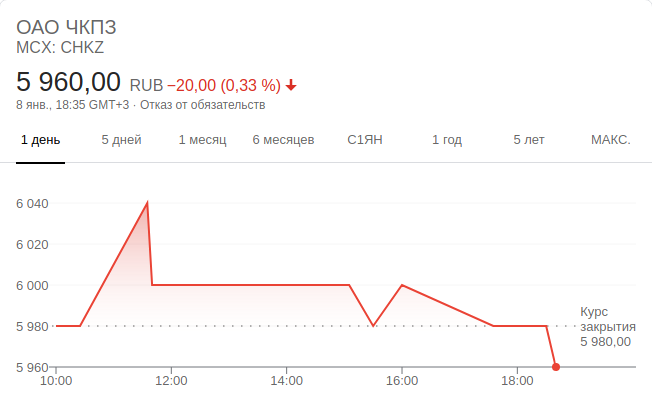 ОАО ЧКПЗ
MCX: CHKZ
5 960,00 RUB −20,00 (0,33 %)
8 янв., 18:35 GMT+3 · Отказ от обязательств
1 день 5 дней 1 месяц 6 месяцев С1ЯН 1 год 5 лет МАКС.
6 040
6 020
6 000
5 980
5 960
Курс
закрытия
5 980,00
10:00 12:00 14:00 16:00 18:00